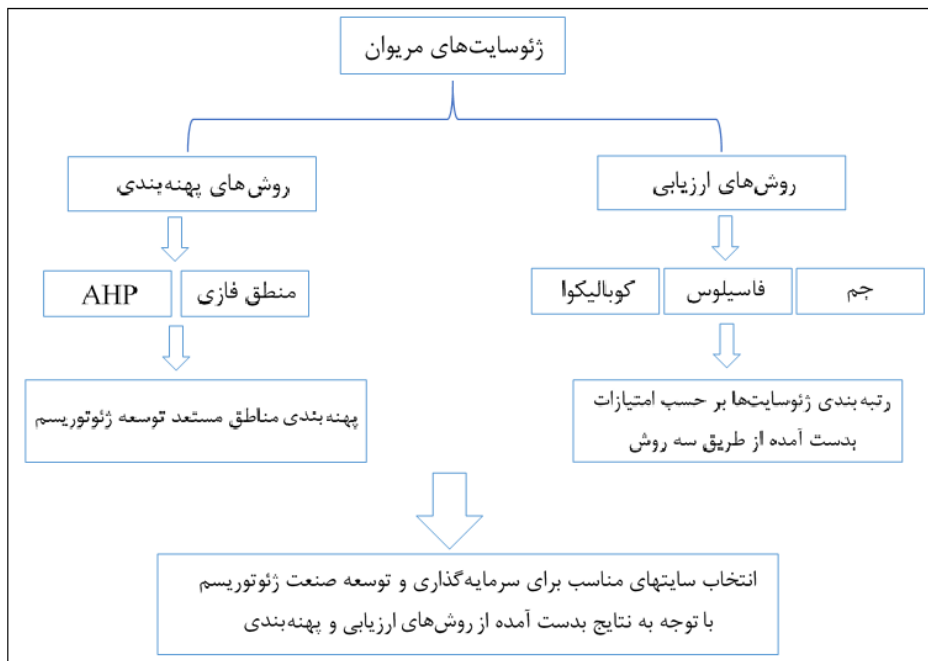 ژئوسایت‌های مریوان
روش‌های ارزیابی
روش‌های پهنه‌بندی
جم
فاسیلوس
کوبالیکوا
منطق فازی
AHP
رتبه‌بندی ژئوسایت‌ها بر حسب امتیازات
بدست آمده از طریق سه روش
پهنه‌بندی مناطق مستعد توسعه ژئوتوریسم
انتخاب سایتهای مناسب برای سرمایه‌گذاری و توسعه صنعت ژئوتوریسم
با توجه به نتایج بدست آمده از روش‌های ارزیابی و پهنه‌بندی